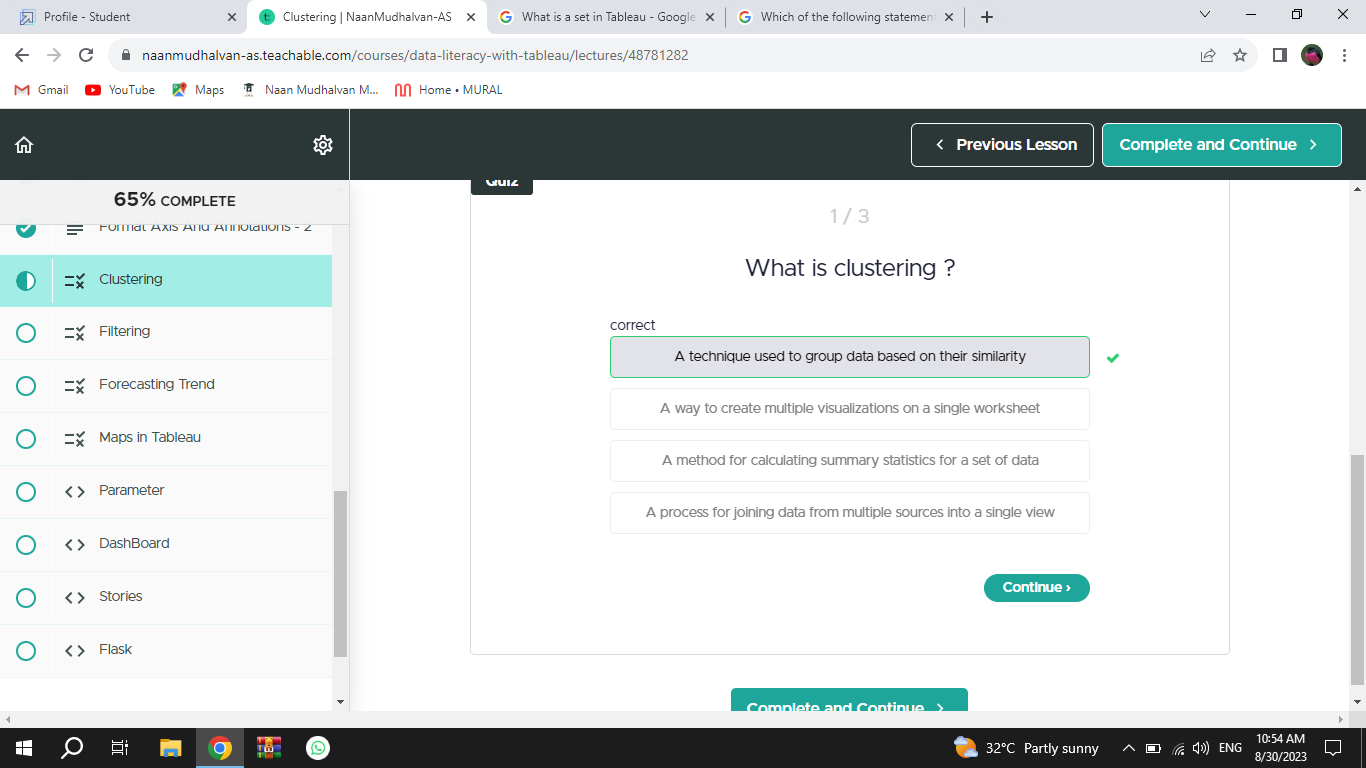 Profile - Student
Clustering | NaanMudhalvan-AS
What is a set in Tableau - Google
Which of the following statement
naanmudhalvan-as.teachable.com/courses/data-literacy-with-tableau/lectures/48781282
Gmail
YouTube
Maps
Naan Mudhalvan M...
Home • MURAL
Previous Lesson
Complete and Continue
65% COMPLETE
Format Axis And Annotations - 2
Clustering
Filtering
Forecasting Trend
Maps in Tableau
Parameter
DashBoard
Stories
Flask
Quiz
1 / 3
What is clustering ?
correct
A technique used to group data based on their similarity
A way to create multiple visualizations on a single worksheet
A method for calculating summary statistics for a set of data
A process for joining data from multiple sources into a single view
Continue ›
Complete and Continue
32°C Partly sunny
ENG
10:54 AM
8/30/2023